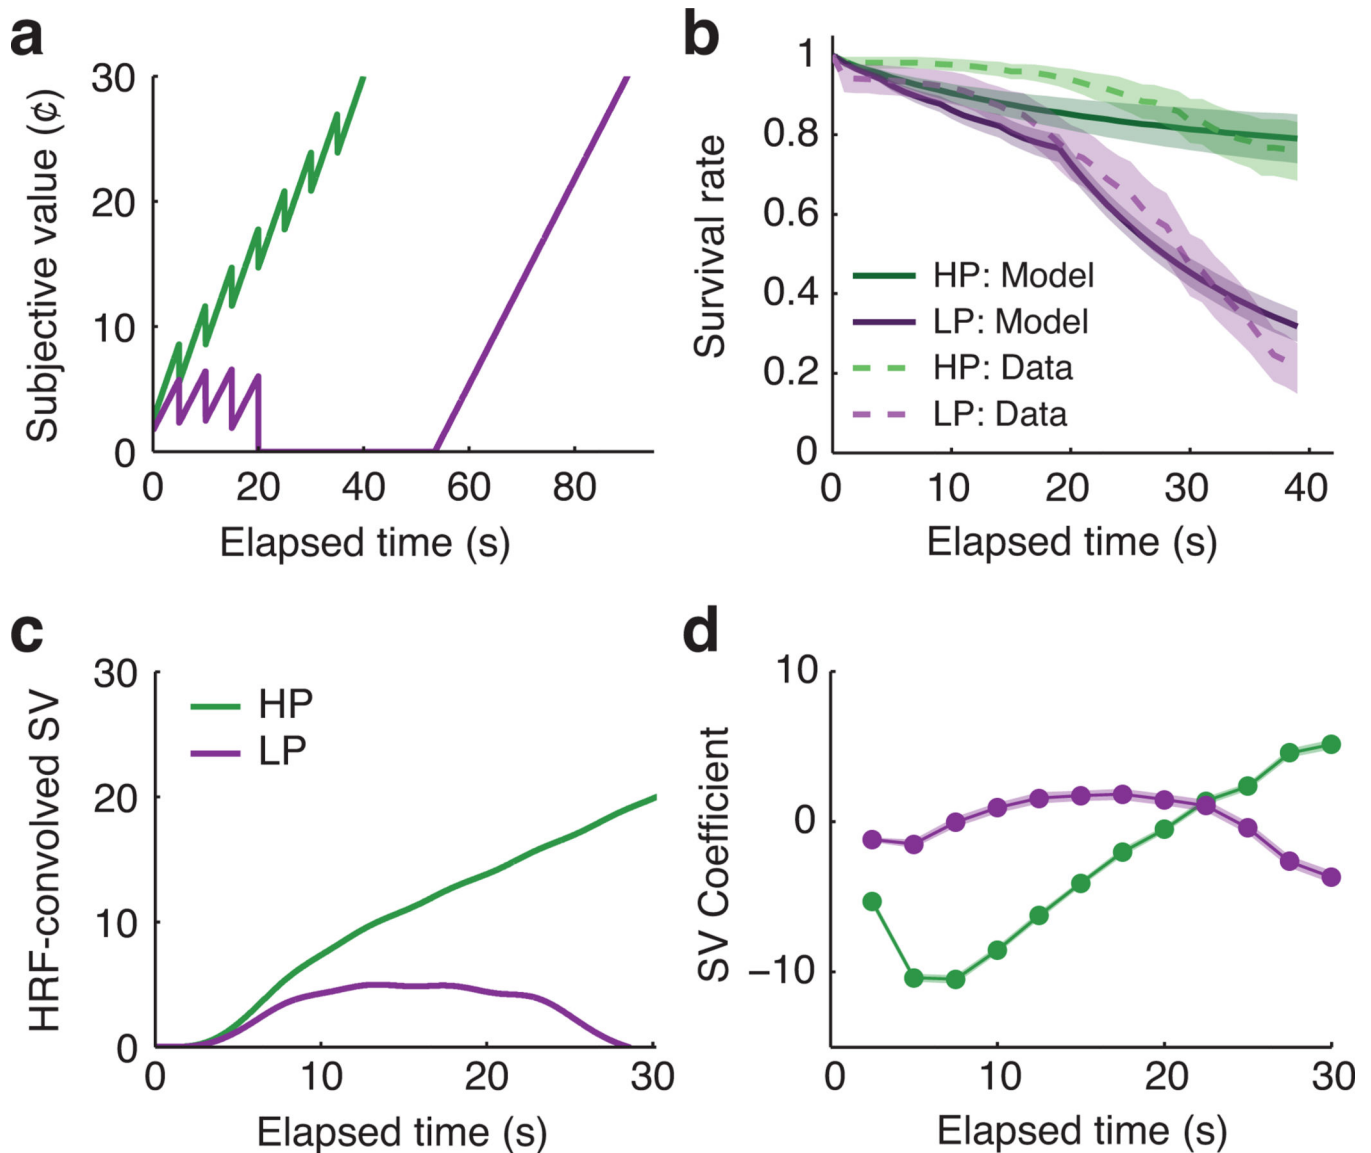 a
Subjective value (¢)
30
20
10
0
0 20 40 60 80
Elapsed time (s)
b
Survival rate
1
0.8
0.6
0.4
0.2
0
HP: Model
LP: Model
HP: Data
LP: Data
0 10 20 30 40
Elapsed time (s)
c
HRF-convolved SV
30
20
10
0
HP
LP
0 10 20 30
Elapsed time (s)
d
SV Coefficient
10
0
−10
0 10 20 30
Elapsed time (s)